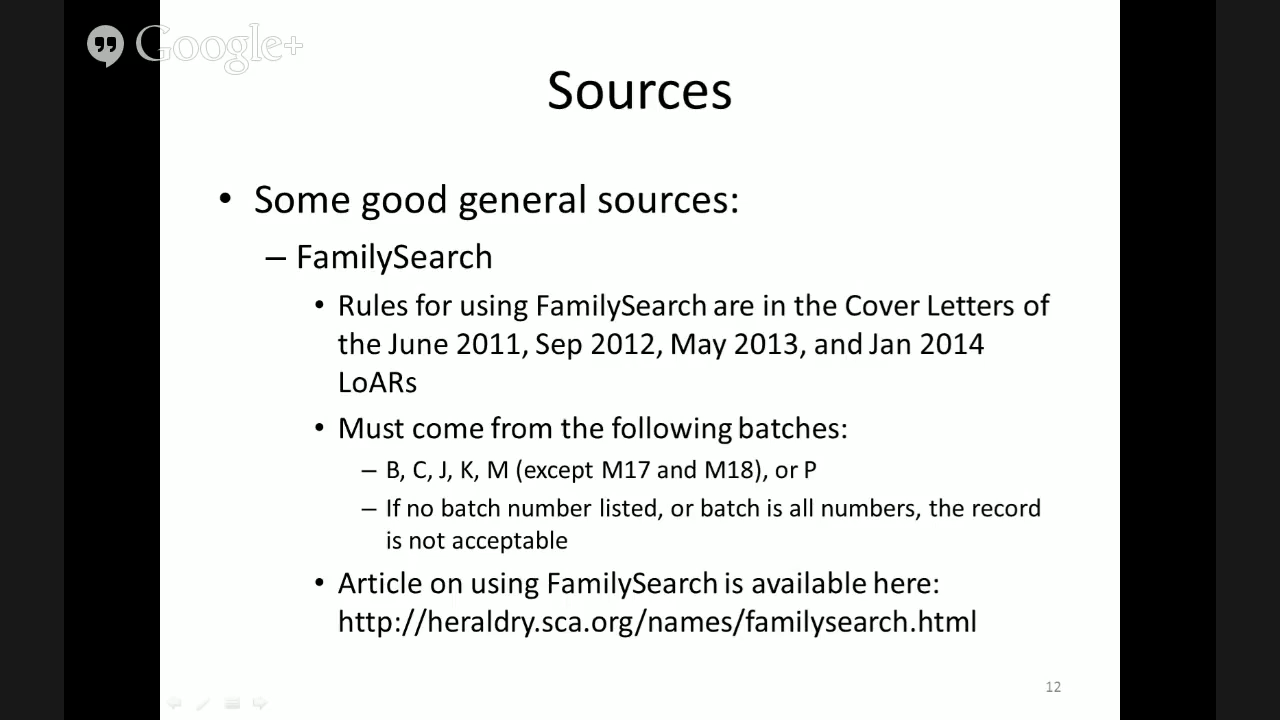 Google+
Sources
• Some good general sources:
– FamilySearch
• Rules for using FamilySearch are in the Cover Letters of
the June 2011, Sep 2012, May 2013, and Jan 2014
LoARs
• Must come from the following batches:
– B, C, J, K, M (except M17 and M18), or P
– If no batch number listed, or batch is all numbers, the record
is not acceptable
• Article on using FamilySearch is available here:
http://heraldry.sca.org/names/familysearch.html
12